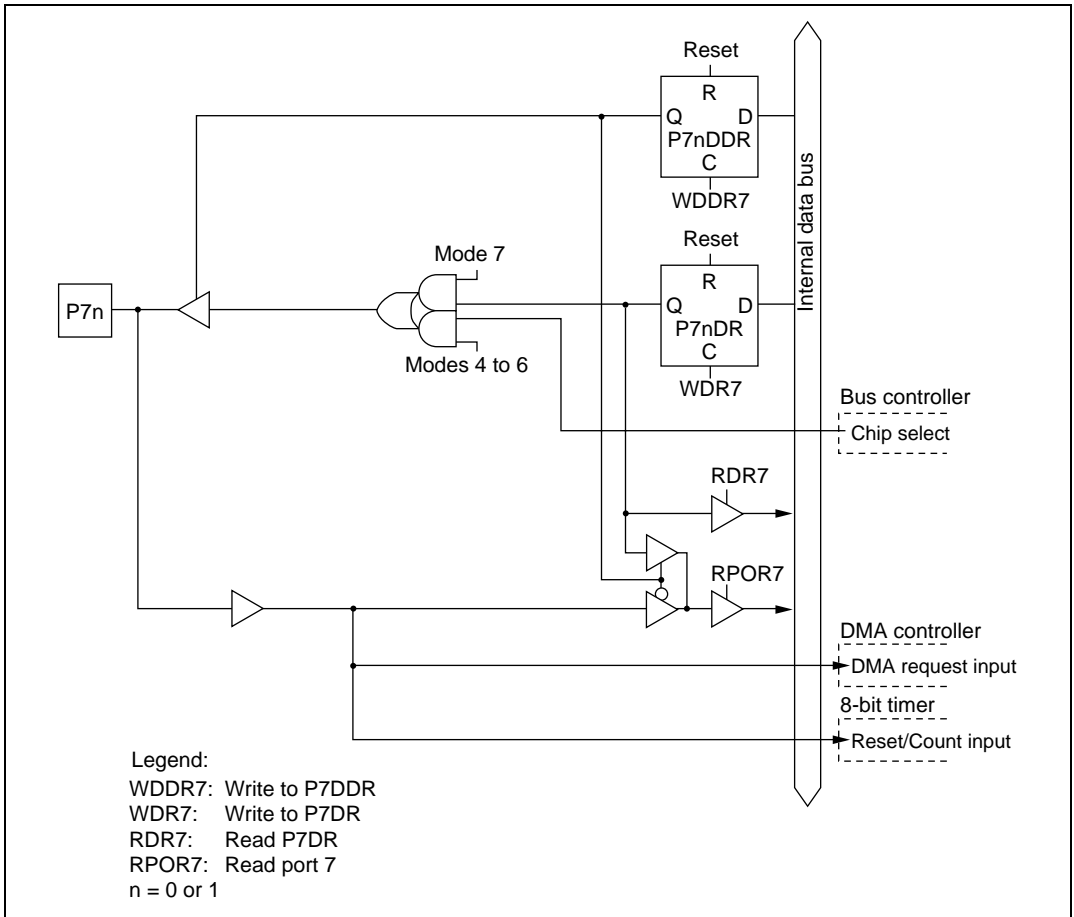 Reset
R
Q D
P7nDDR
C
WDDR7
Internal data bus
Reset
R
Q D
P7nDR
C
WDR7
Mode 7
P7n
Modes 4 to 6
Bus controller
Chip select
RDR7
RPOR7
DMA controller
DMA request input
8-bit timer
Reset/Count input
Legend:
WDDR7: Write to P7DDR
WDR7: Write to P7DR
RDR7: Read P7DR
RPOR7: Read port 7
n = 0 or 1